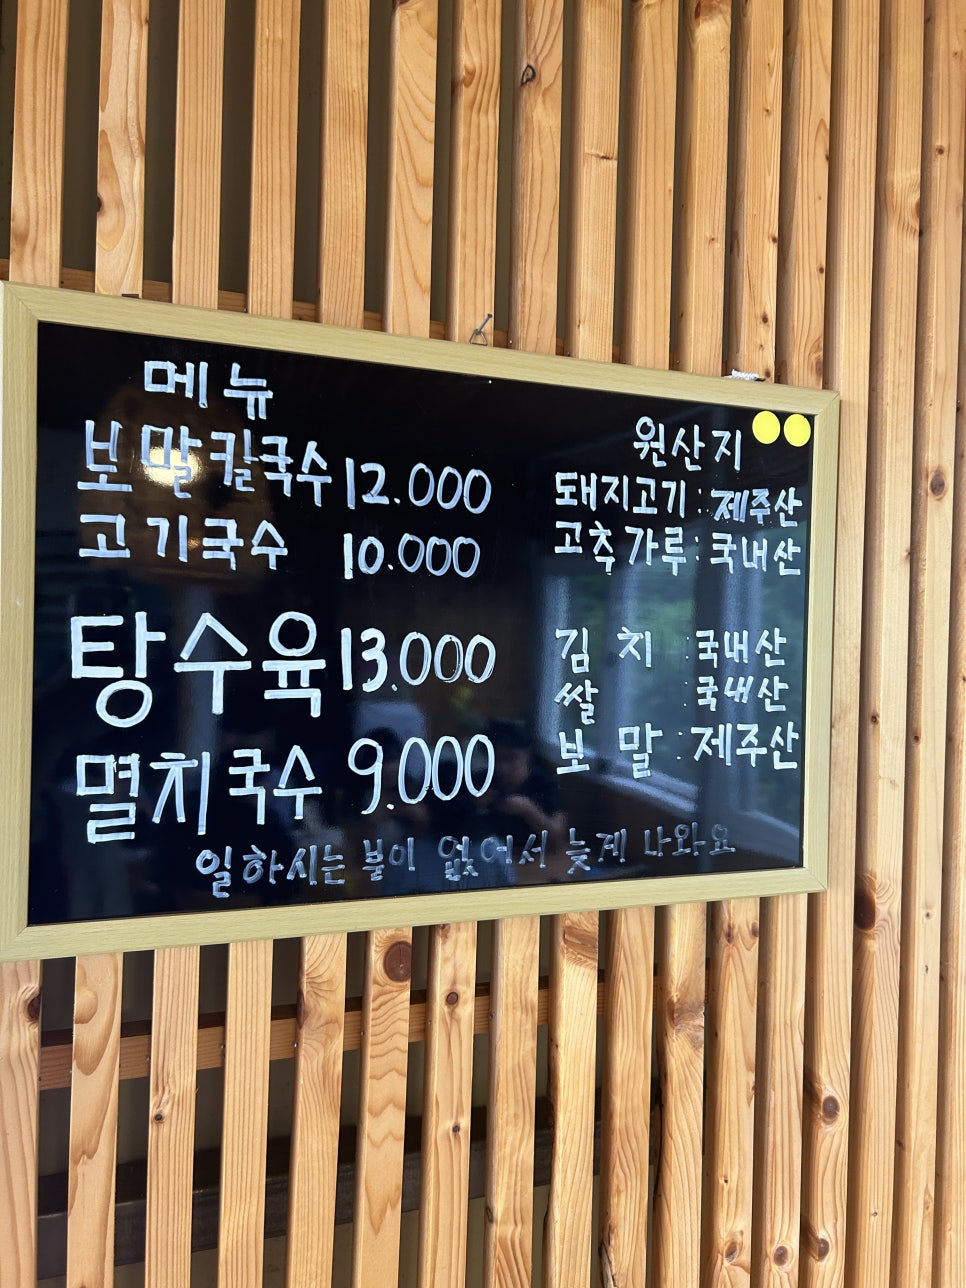 메뉴
보말칼국수 12.000
고기국수 10.000
탕수육 13.000
멸치국수 9.000
원산지
돼지고기 : 제주산
고추가루 : 국내산
김치 : 국내산
쌀 : 국내산
보말 : 제주산
일하시는 분이 없어서 늦게 나와요